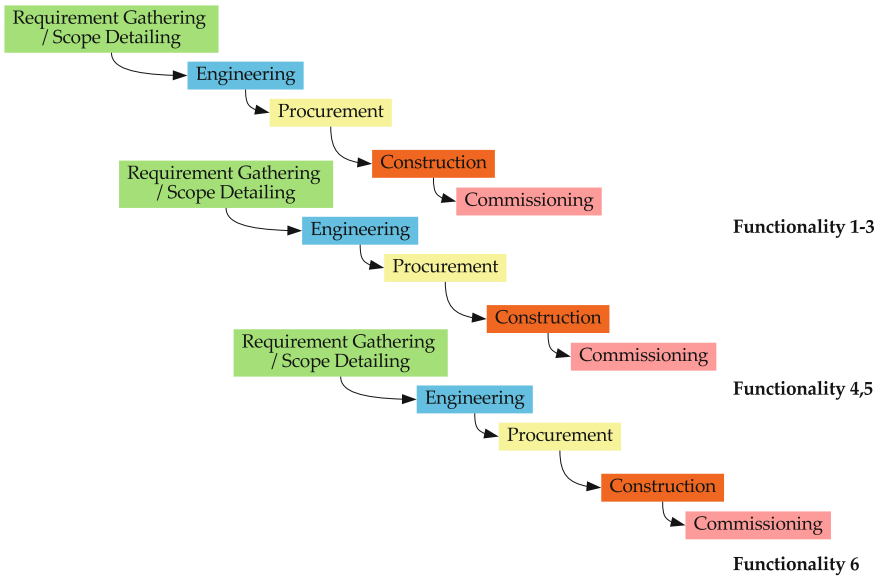 Requirement Gathering
/ Scope Detailing
Engineering
Procurement
Construction
Commissioning
Functionality 1-3
Requirement Gathering
/ Scope Detailing
Engineering
Procurement
Construction
Commissioning
Functionality 4,5
Requirement Gathering
/ Scope Detailing
Engineering
Procurement
Construction
Commissioning
Functionality 6